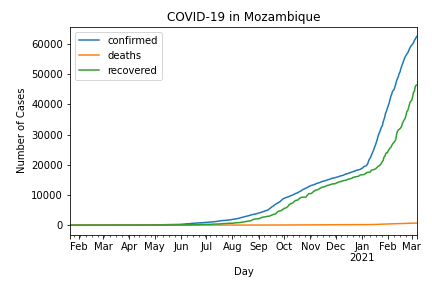 COVID-19 in Mozambique
confirmed
deaths
recovered
Number of Cases
60000
50000
40000
30000
20000
10000
0
Feb Mar Apr May Jun Jul Aug Sep Oct Nov Dec Jan Feb Mar
2021
Day